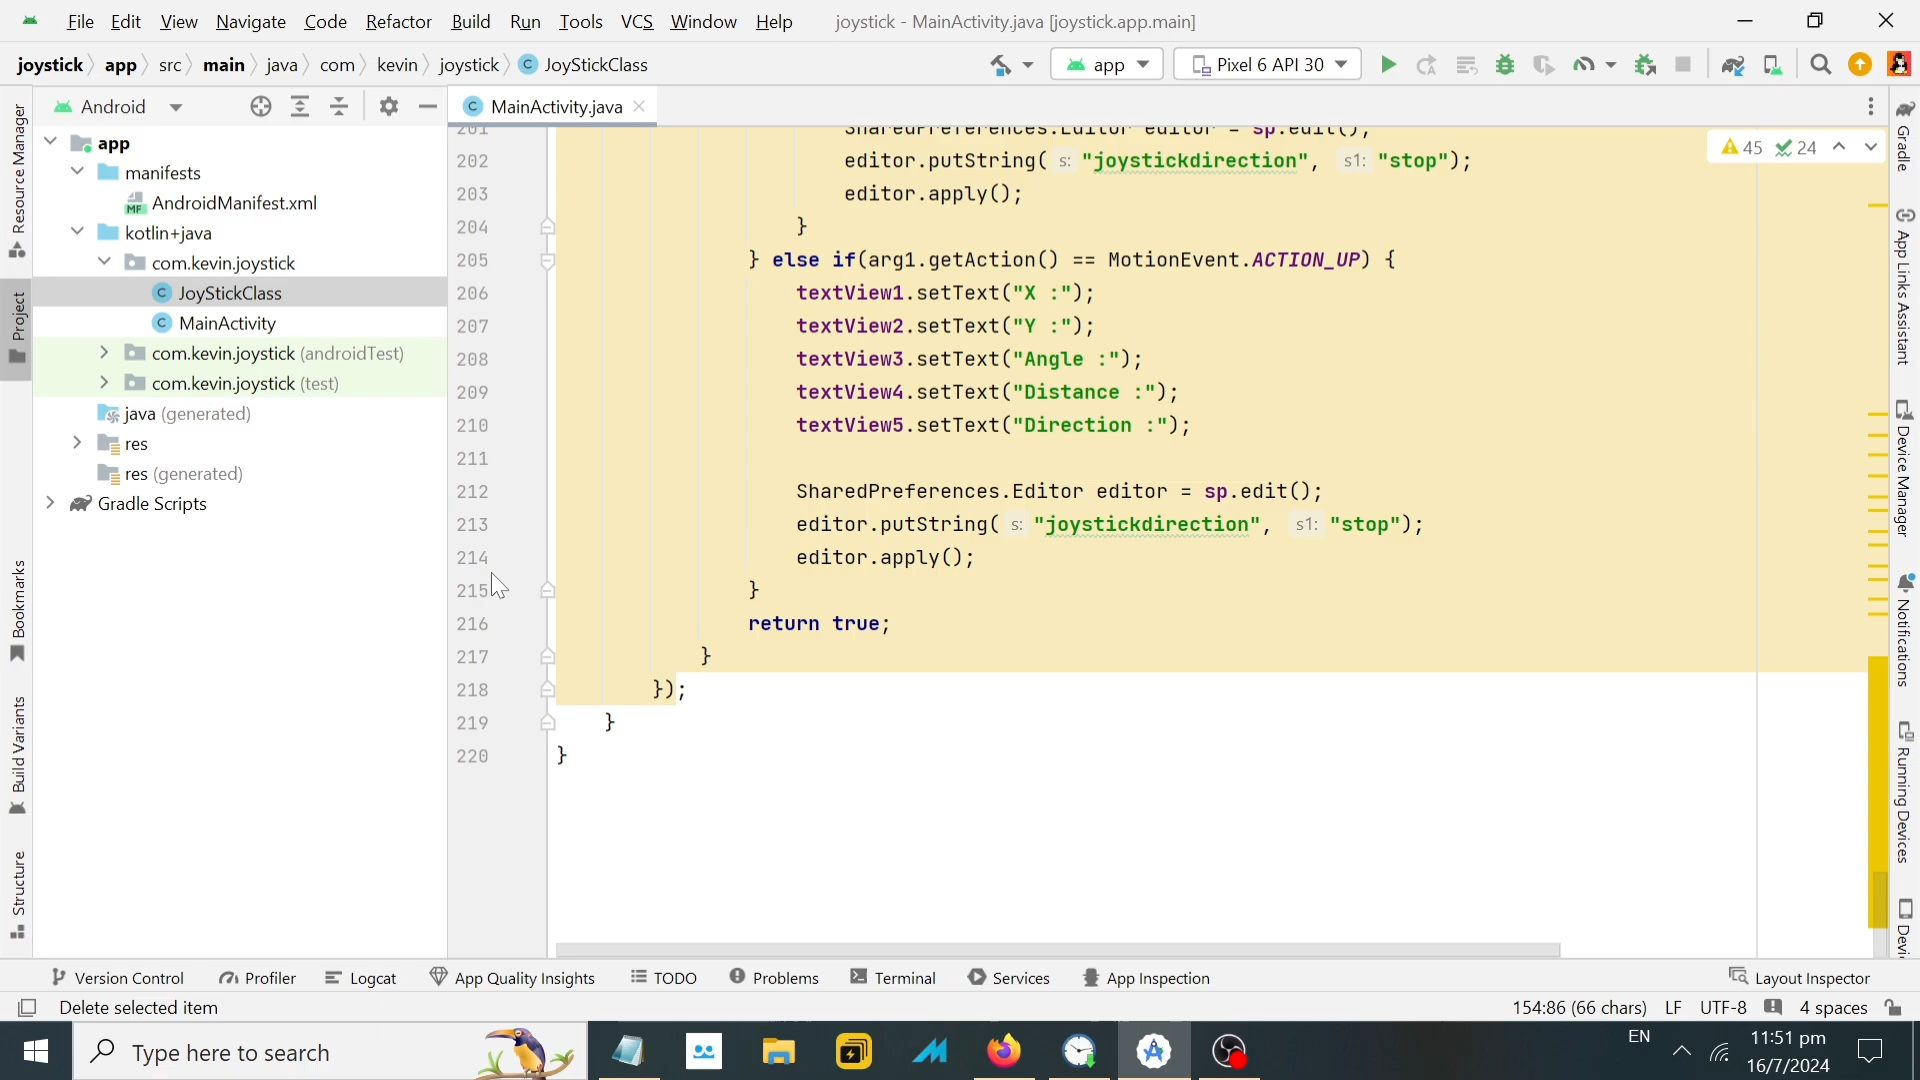 File Edit View Navigate Code Refactor Build Run Tools VCS Window Help joystick - MainActivity.java [joystick.app.main]
joystick app src main java com kevin joystick JoyStickClass app Pixel 6 API 30
Android MainActivity.java
app
manifests
AndroidManifest.xml
kotlin+java
com.kevin.joystick
JoyStickClass
MainActivity
com.kevin.joystick (androidTest)
com.kevin.joystick (test)
java (generated)
res
res (generated)
Gradle Scripts
Resource Manager
Project
Bookmarks
Build Variants
Structure
201 SharedPreferences.Editor editor = sp.edit();
202 editor.putString( s: "joystickdirection", s1: "stop");
203 editor.apply();
204 }
205 } else if(arg1.getAction() == MotionEvent.ACTION_UP) {
206 textView1.setText("X :");
207 textView2.setText("Y :");
208 textView3.setText("Angle :");
209 textView4.setText("Distance :");
210 textView5.setText("Direction :");
211
212 SharedPreferences.Editor editor = sp.edit();
213 editor.putString( s: "joystickdirection", s1: "stop");
214 editor.apply();
215 }
216 return true;
217 }
218 });
219 }
220 }
45 24
Gradle
App Links Assistant
Device Manager
Notifications
Running Devices
Version Control Profiler Logcat App Quality Insights TODO Problems Terminal Services App Inspection Layout Inspector
Delete selected item 154:86 (66 chars) LF UTF-8 4 spaces
Type here to search EN 11:51 pm
16/7/2024